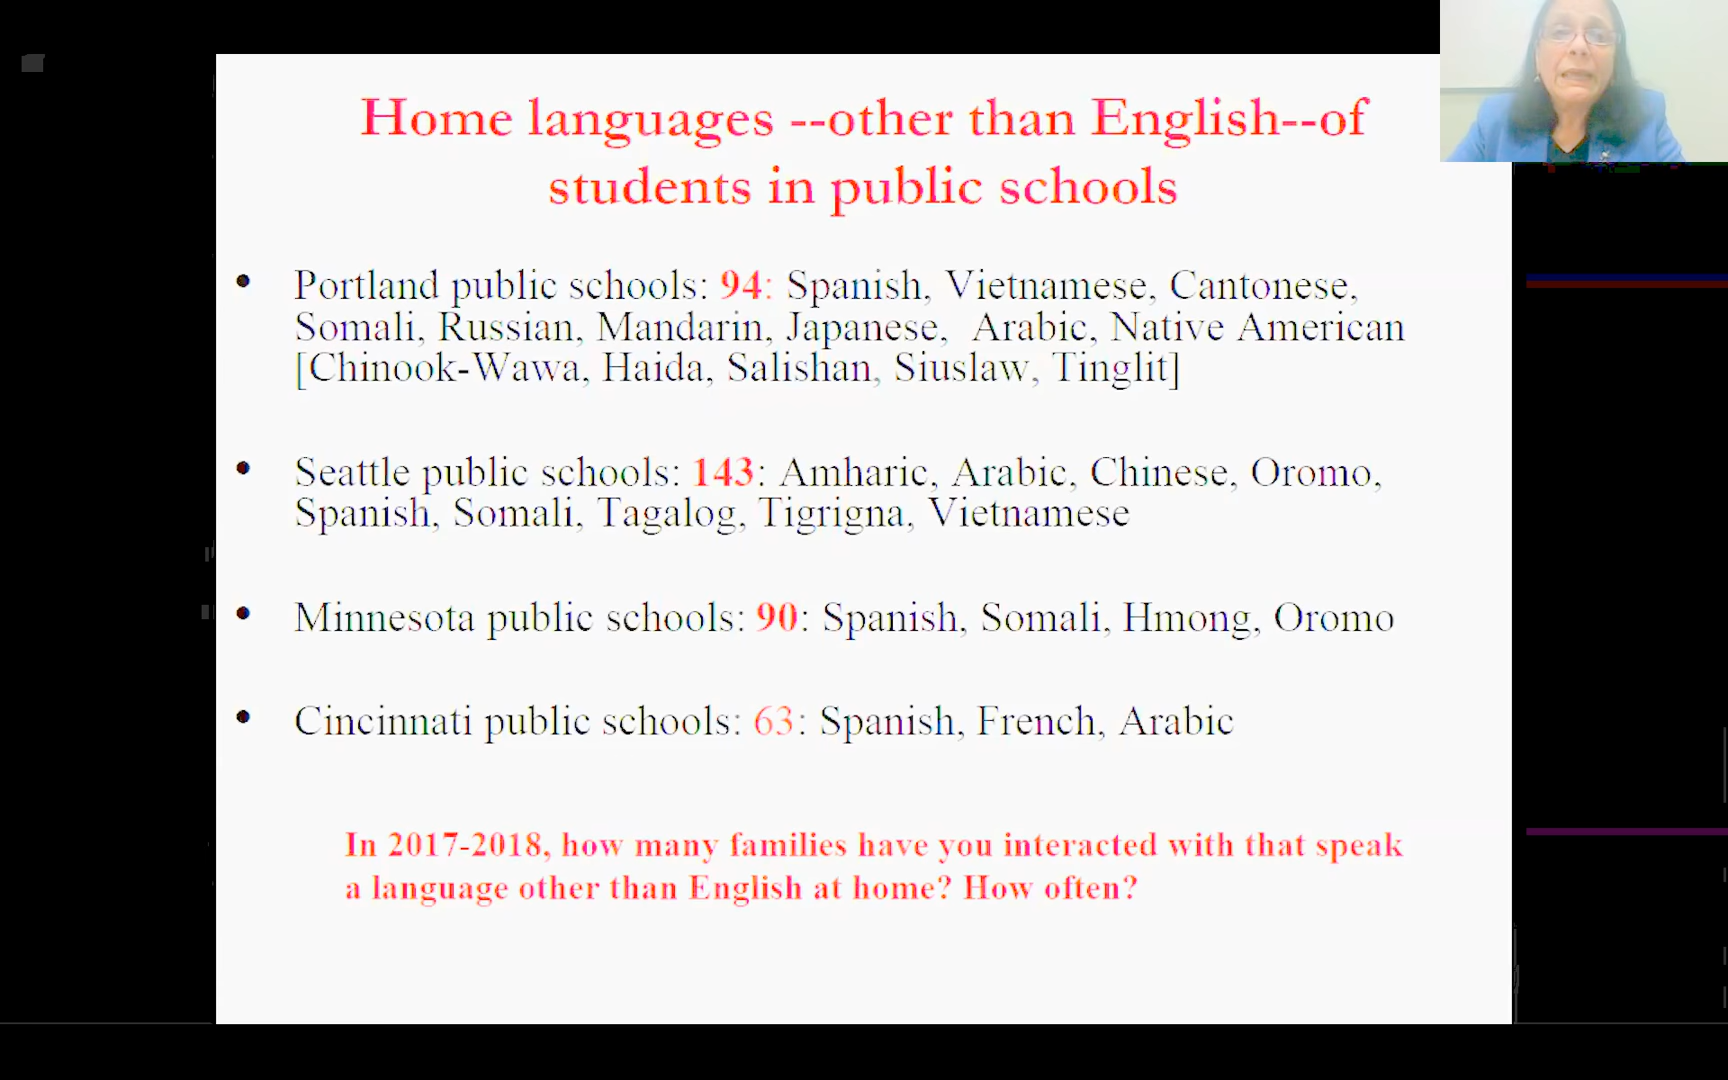 Home languages --other than English--of
students in public schools
• Portland public schools: 94: Spanish, Vietnamese, Cantonese,
Somali, Russian, Mandarin, Japanese, Arabic, Native American
[Chinook-Wawa, Haida, Salishan, Siuslaw, Tinglit]
• Seattle public schools: 143: Amharic, Arabic, Chinese, Oromo,
Spanish, Somali, Tagalog, Tigrigna, Vietnamese
• Minnesota public schools: 90: Spanish, Somali, Hmong, Oromo
• Cincinnati public schools: 63: Spanish, French, Arabic
In 2017-2018, how many families have you interacted with that speak
a language other than English at home? How often?